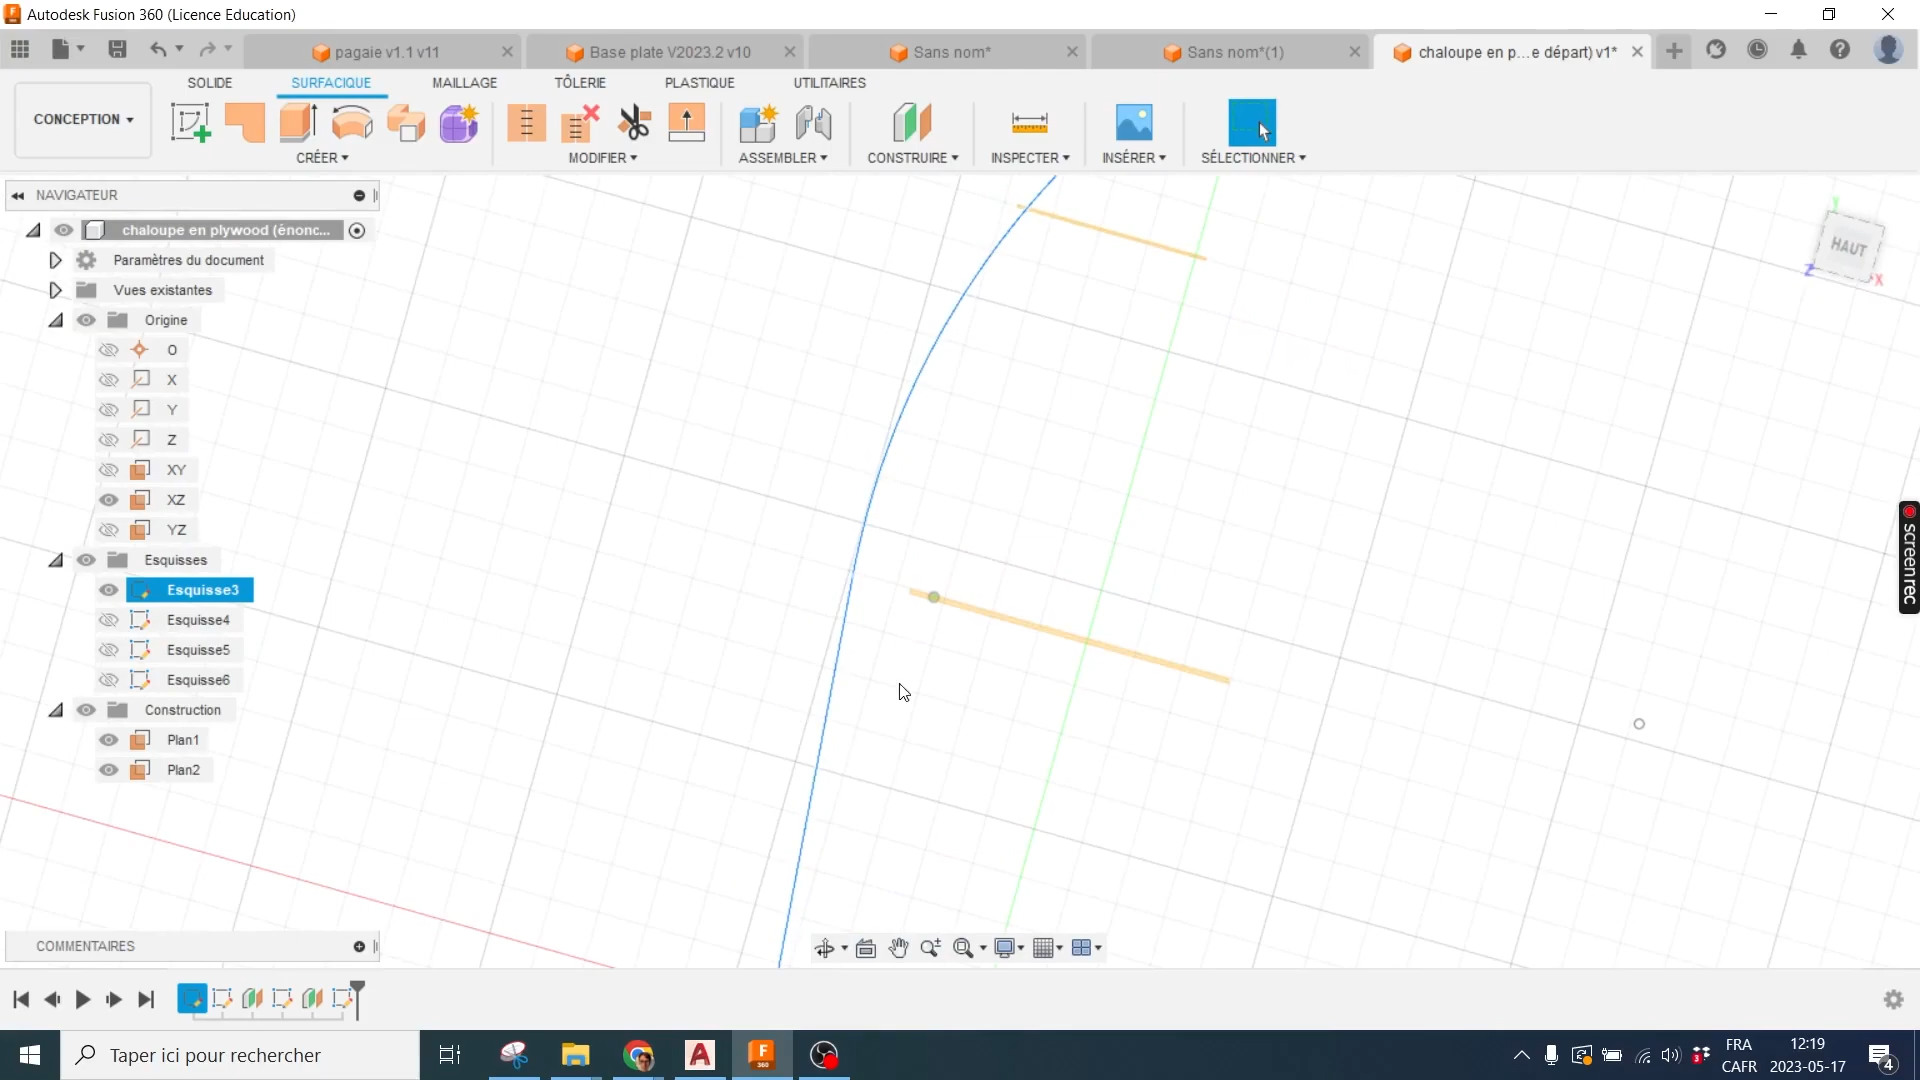 Autodesk Fusion 360 (Licence Education)
pagaie v1.1 v11
Base plate V2023.2 v10
Sans nom*
Sans nom*(1)
chaloupe en p...e départ) v1*
SOLIDE
SURFACIQUE
MAILLAGE
TÔLERIE
PLASTIQUE
UTILITAIRES
CONCEPTION
CRÉER
MODIFIER
ASSEMBLER
CONSTRUIRE
INSPECTER
INSÉRER
SÉLECTIONNER
NAVIGATEUR
chaloupe en plywood (énonc...
Paramètres du document
Vues existantes
Origine
O
X
Y
Z
XY
XZ
YZ
Esquisses
Esquisse3
Esquisse4
Esquisse5
Esquisse6
Construction
Plan1
Plan2
Y
HAUT
Z
X
screenrec
COMMENTAIRES
Taper ici pour rechercher
A
F
360
3
FRA
CAFR
12:19
2023-05-17
4